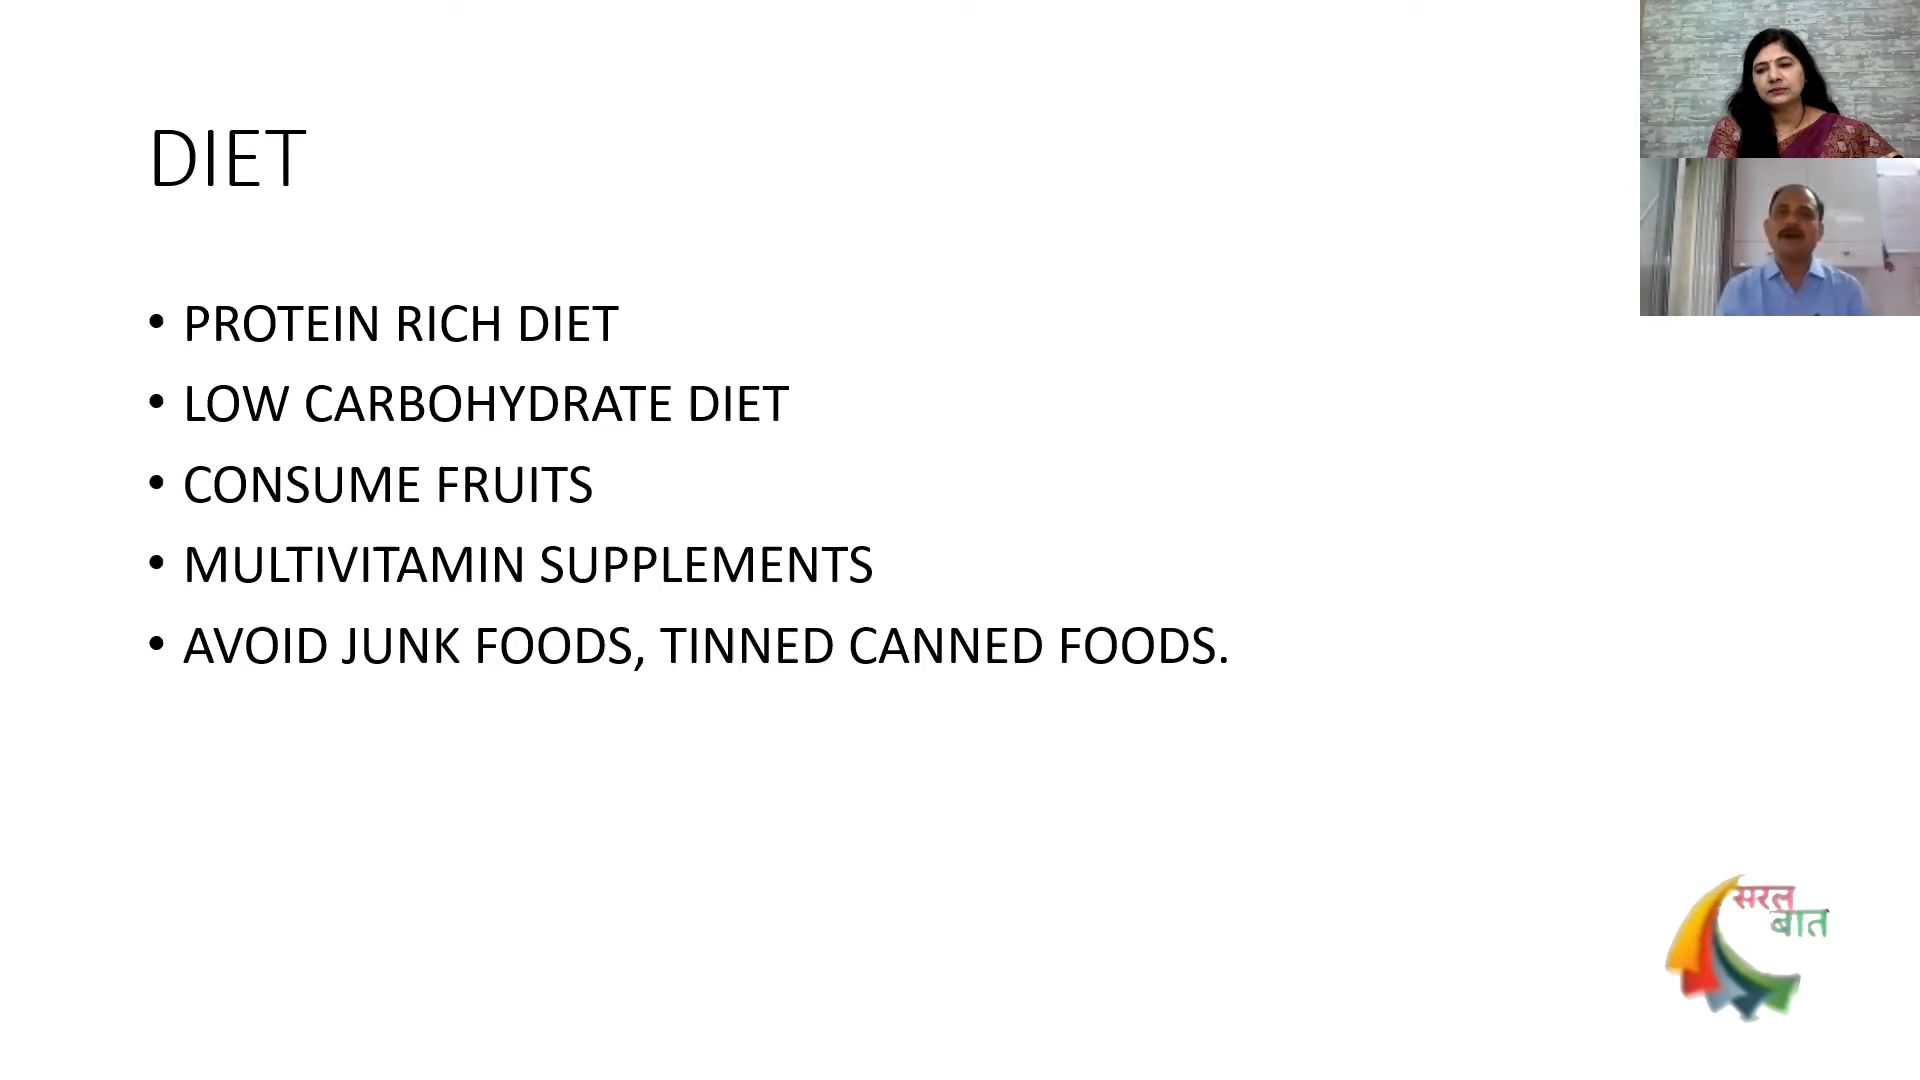 DIET
• PROTEIN RICH DIET
• LOW CARBOHYDRATE DIET
• CONSUME FRUITS
• MULTIVITAMIN SUPPLEMENTS
• AVOID JUNK FOODS, TINNED CANNED FOODS.
सरल
बात